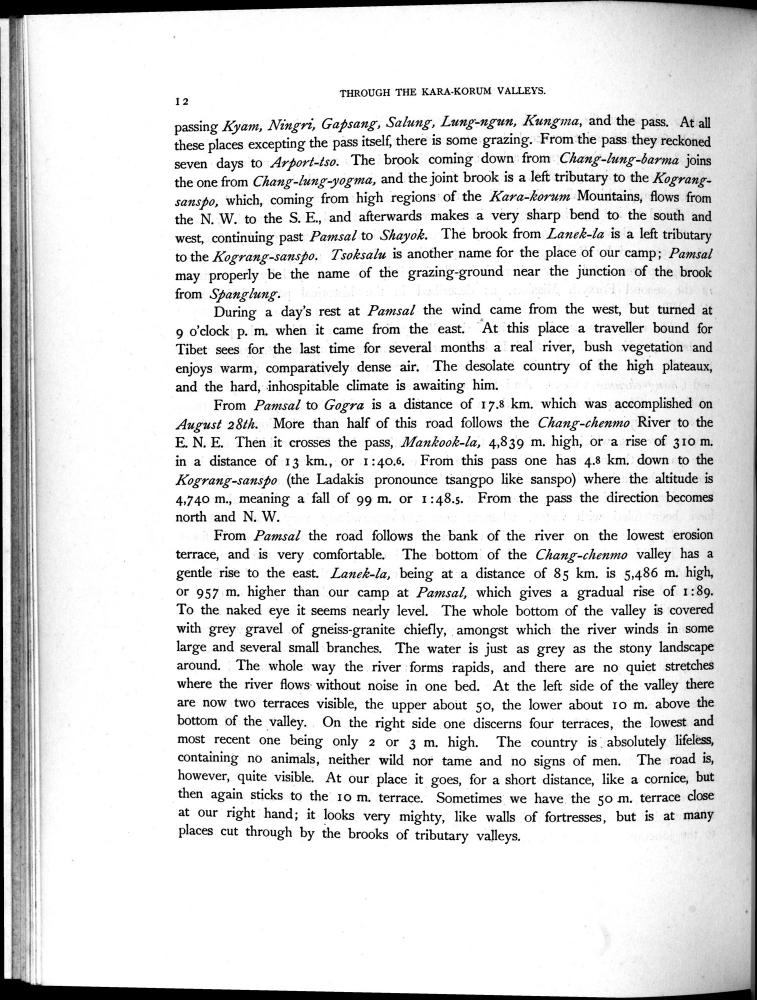 THROUGH THE KARA-KORUM VALLEYS.
12
passing Kyam, Ningri, Gapsang, Salung, Lung-ngun, Kungma, and the pass. At all
these places excepting the pass itself, there is some grazing. From the pass they reckoned
seven days to Arport-tso. The brook coming down from Chang-lung-barma joins
the one from Chang-lung-yogma, and the joint brook is a left tributary to the Kograng-
sanspo, which, coming from high regions of the Kara-korum Mountains, flows from
the N. W. to the S. E., and afterwards makes a very sharp bend to the south and
west, continuing past Pamsal to Shayok. The brook from Lanek-la is a left tributary
to the Kograng-sanspo. Tsoksalu is another name for the place of our camp; Pamsal
may properly be the name of the grazing-ground near the junction of the brook
from Spanglung.
During a day's rest at Pamsal the wind came from the west, but turned at
9 o'clock p. m. when it came from the east. At this place a traveller bound for
Tibet sees for the last time for several months a real river, bush vegetation and
enjoys warm, comparatively dense air. The desolate country of the high plateaux,
and the hard, inhospitable climate is awaiting him.
From Pamsal to Gogra is a distance of 17.8 km. which was accomplished on
August 28th. More than half of this road follows the Chang-chenmo River to the
E. N. E. Then it crosses the pass, Mankook-la, 4,839 m. high, or a rise of 310 m.
in a distance of 13 km., or 1:40.6. From this pass one has 4.8 km. down to the
Kograng-sanspo (the Ladakis pronounce tsangpo like sanspo) where the altitude is
4,740 m., meaning a fall of 99 m. or 1:48.5. From the pass the direction becomes
north and N. W.
From Pamsal the road follows the bank of the river on the lowest erosion
terrace, and is very comfortable. The bottom of the Chang-chenmo valley has a
gentle rise to the east. Lanek-la, being at a distance of 85 km. is 5,486 m. high,
or 957 m. higher than our camp at Pamsal, which gives a gradual rise of 1:89.
To the naked eye it seems nearly level. The whole bottom of the valley is covered
with grey gravel of gneiss-granite chiefly, amongst which the river winds in some
large and several small branches. The water is just as grey as the stony landscape
around. The whole way the river forms rapids, and there are no quiet stretches
where the river flows without noise in one bed. At the left side of the valley there
are now two terraces visible, the upper about 50, the lower about 10 m. above the
bottom of the valley. On the right side one discerns four terraces, the lowest and
most recent one being only 2 or 3 m. high. The country is absolutely lifeless,
containing no animals, neither wild nor tame and no signs of men. The road is,
however, quite visible. At our place it goes, for a short distance, like a cornice, but
then again sticks to the 10 m. terrace. Sometimes we have the 50 m. terrace close
at our right hand; it looks very mighty, like walls of fortresses, but is at many
places cut through by the brooks of tributary valleys.